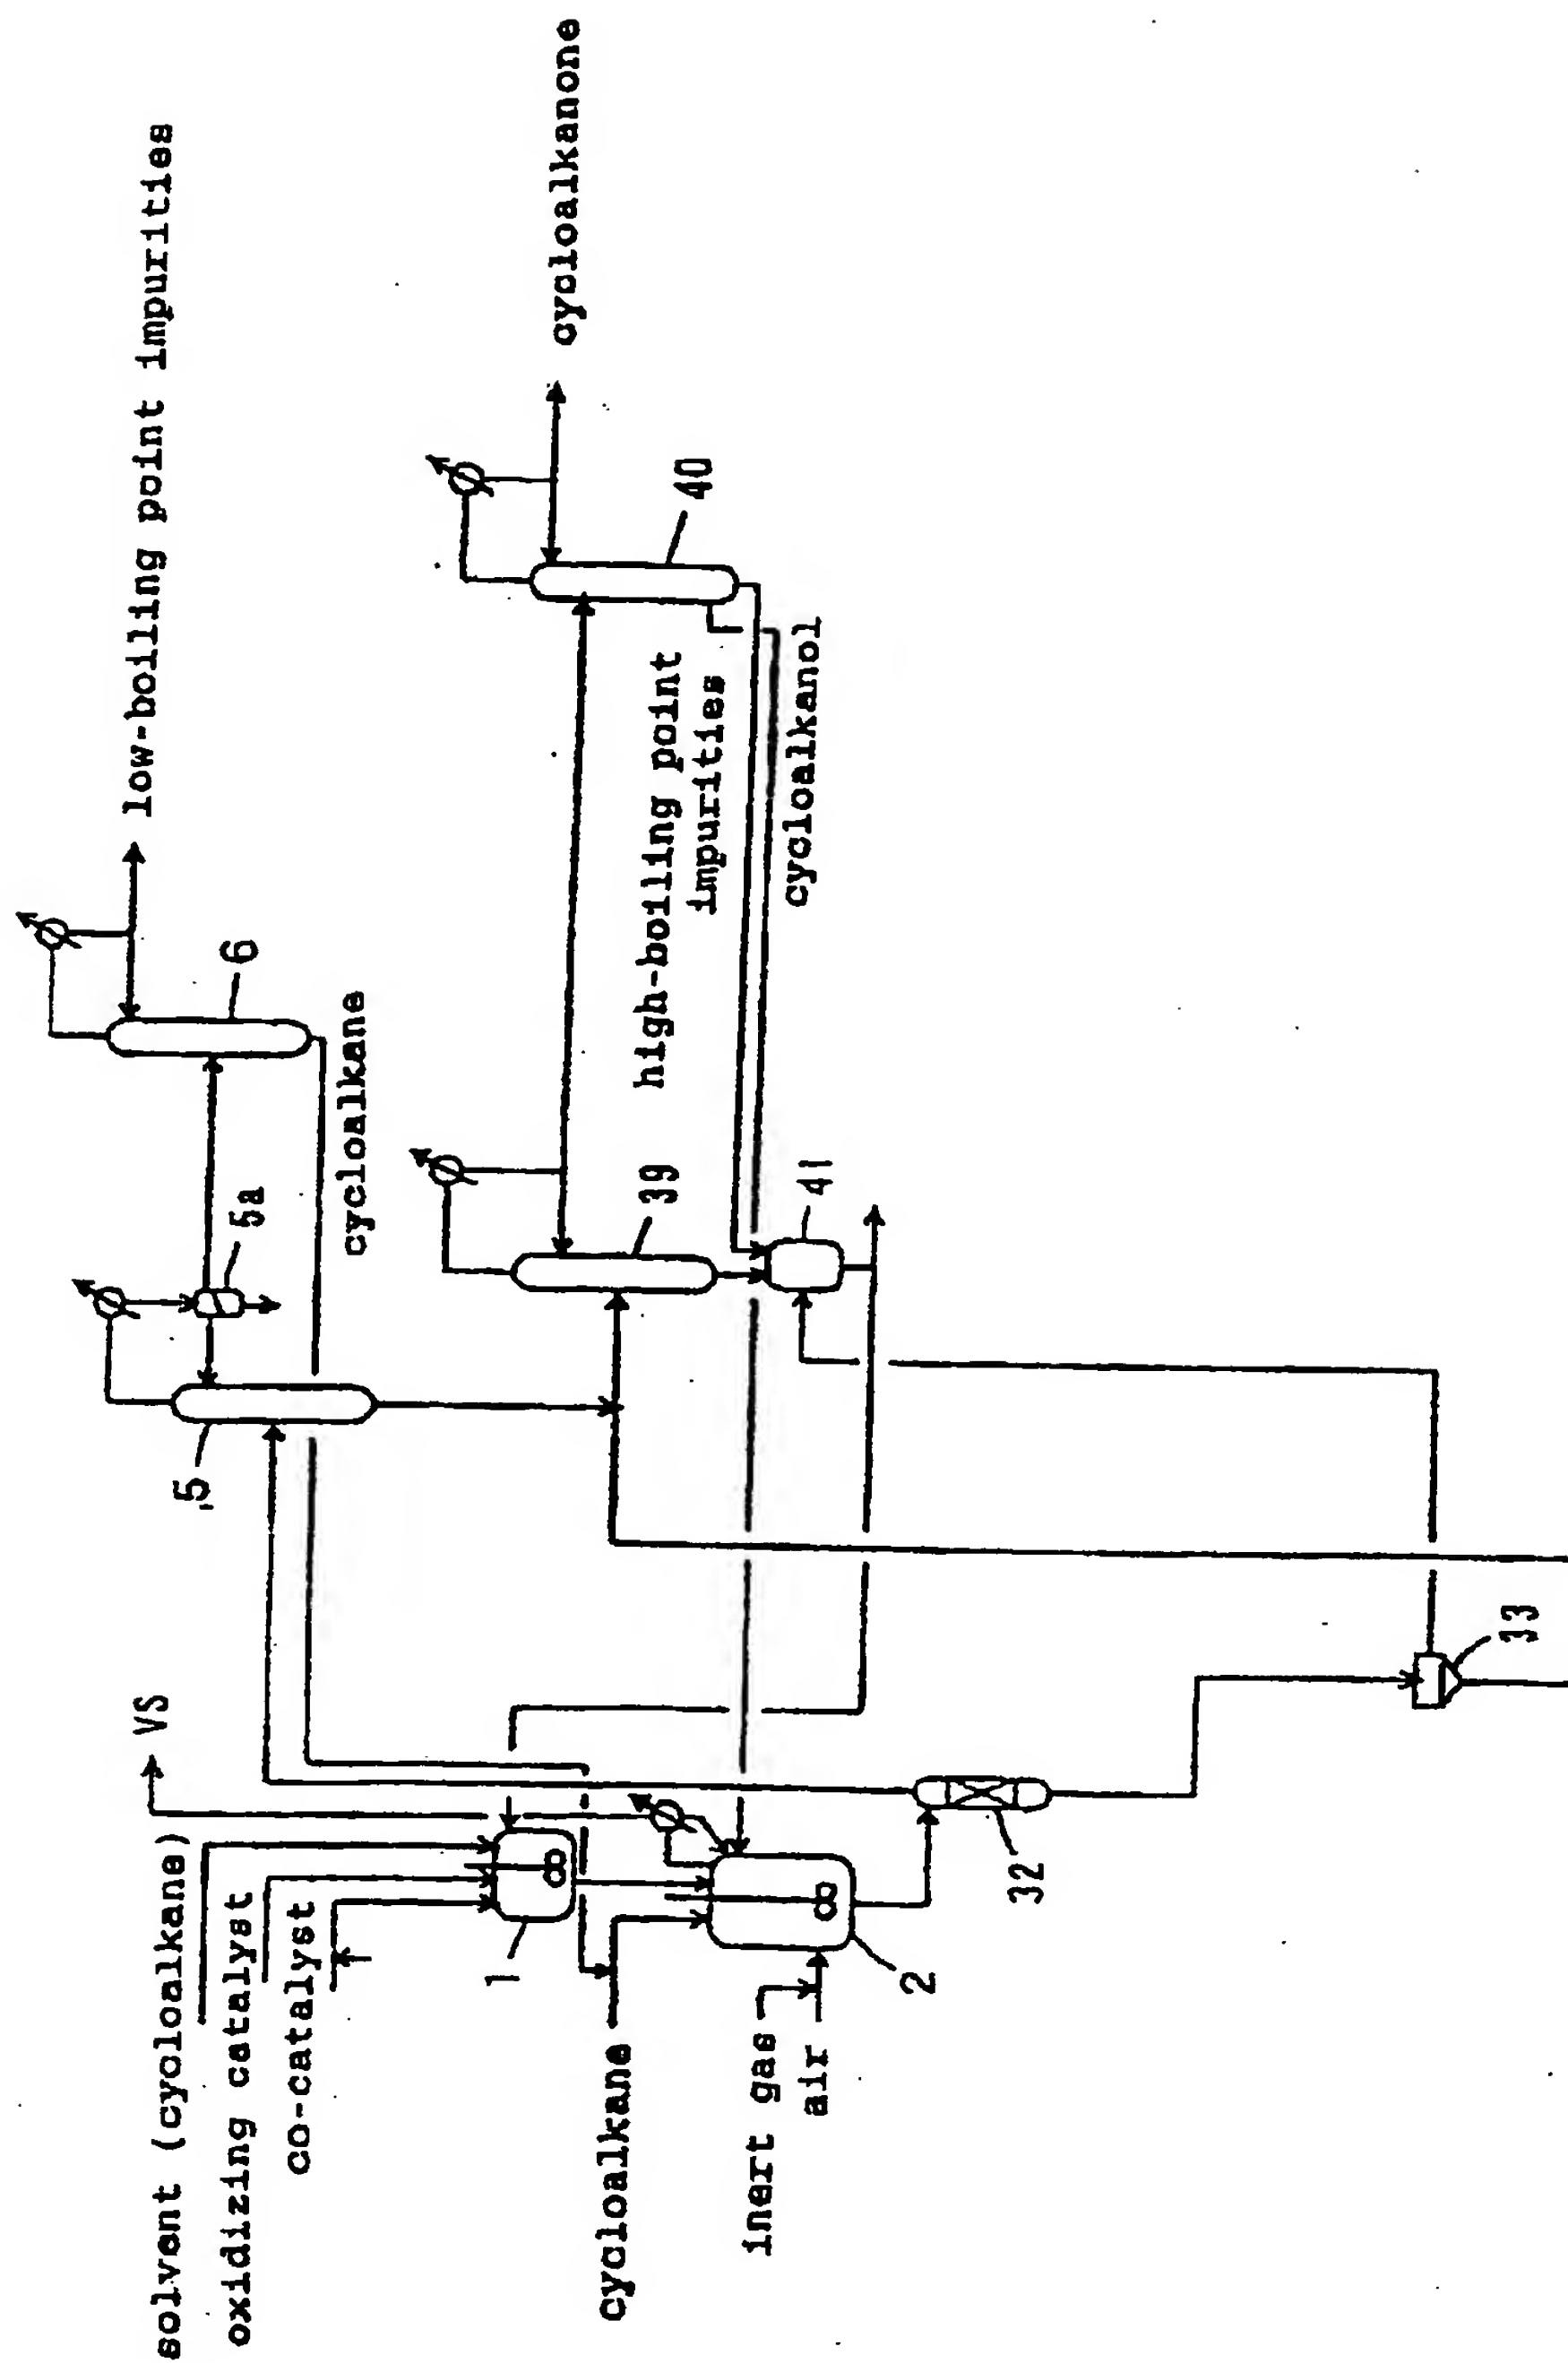 solvent (cycloalkane)
oxidizing catalyst
co-catalyst
cycloalkane
inert gas
air
VS
1
2
32
33
5
5a
6
low-boiling point impurities
cycloalkane
39
40
41
high-boiling point
impurities
cycloalkanol
cycloalkanone